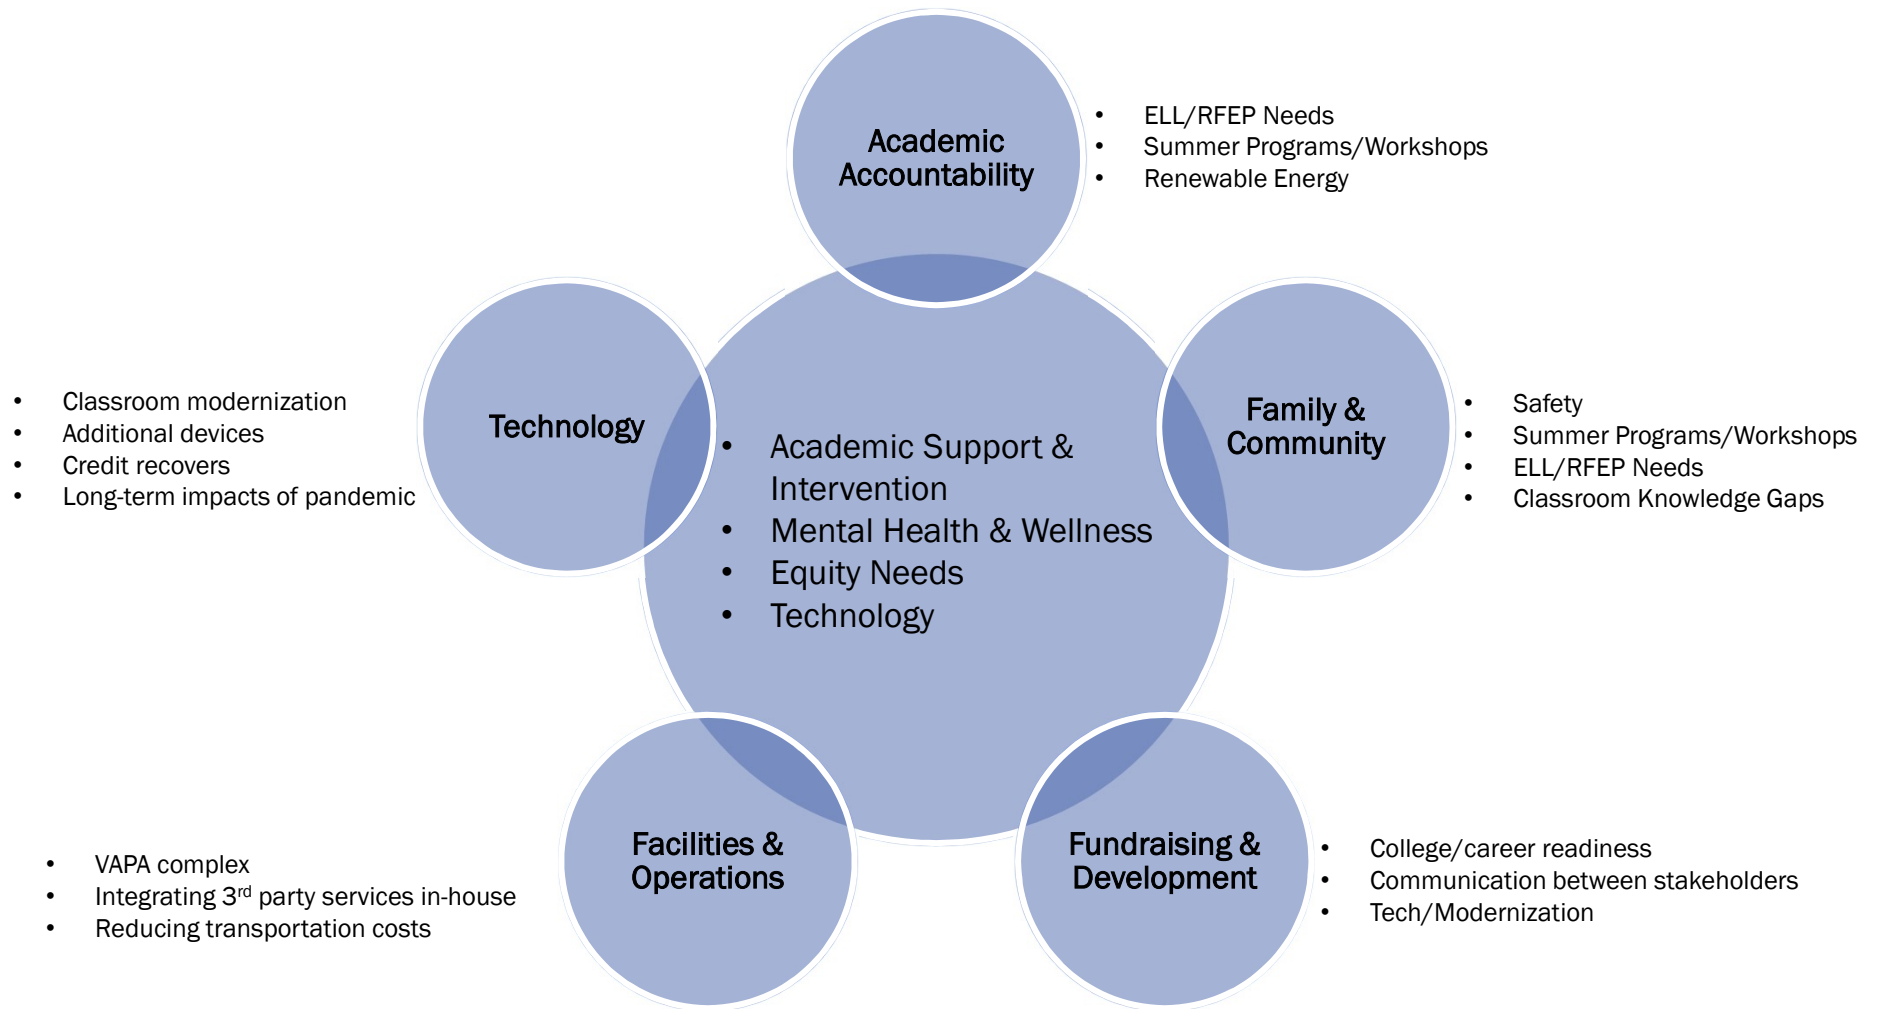 Academic
Accountability
• ELL/RFEP Needs
• Summer Programs/Workshops
• Renewable Energy
Technology
• Classroom modernization
• Additional devices
• Credit recovers
• Long-term impacts of pandemic
• Academic Support &
Intervention
• Mental Health & Wellness
• Equity Needs
• Technology
Family &
Community
• Safety
• Summer Programs/Workshops
• ELL/RFEP Needs
• Classroom Knowledge Gaps
Facilities &
Operations
• VAPA complex
• Integrating 3rd party services in-house
• Reducing transportation costs
Fundraising &
Development
• College/career readiness
• Communication between stakeholders
• Tech/Modernization